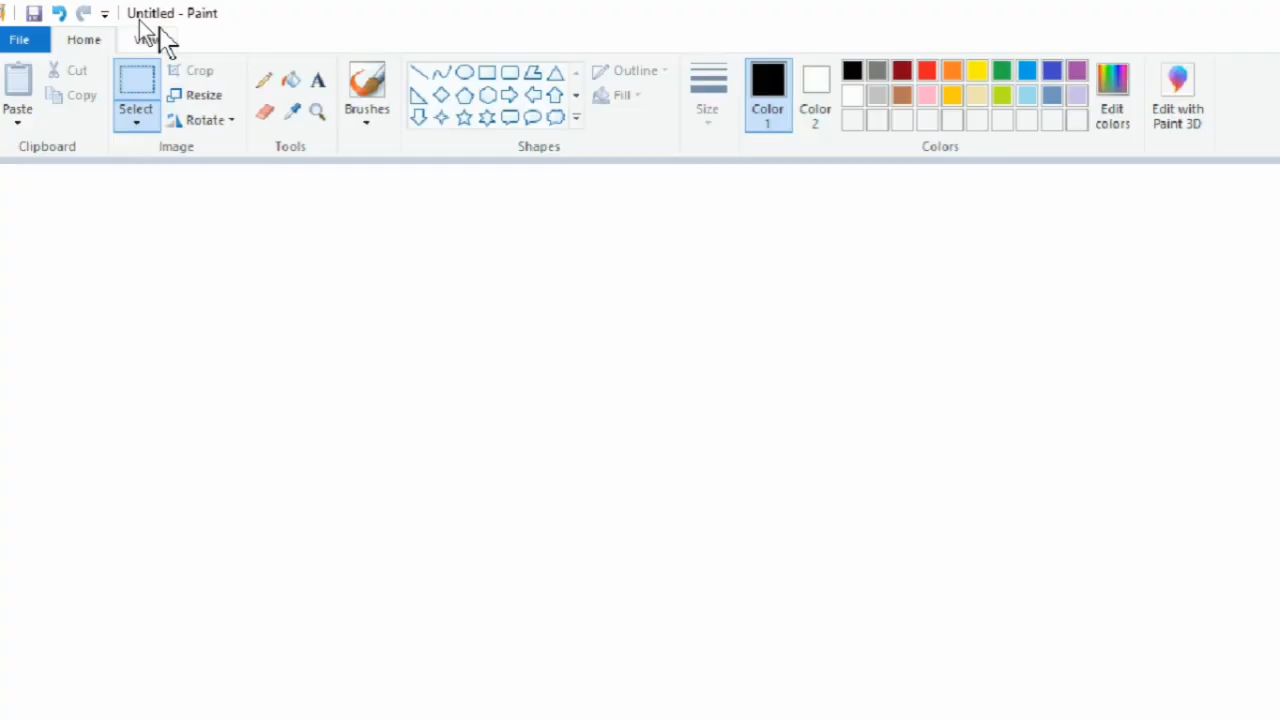 Untitled - Paint
File Home View
Paste Cut Copy Clipboard
Select Crop Resize Rotate Image
A
Tools
Brushes
Shapes
Outline
Fill
Size
Color 1
Color 2
Edit colors
Colors
Edit with Paint 3D